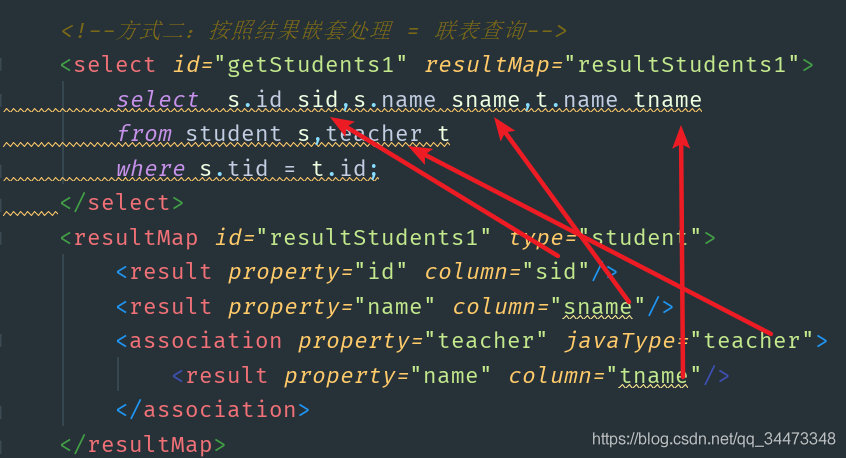 <!--方式二：按照结果嵌套处理 = 联表查询-->
<select id="getStudents1" resultMap="resultStudents1">
select s.id sid,s.name sname,t.name tname
from student s,teacher t
where s.tid = t.id;
</select>
<resultMap id="resultStudents1" type="student">
<result property="id" column="sid"/>
<result property="name" column="sname"/>
<association property="teacher" javaType="teacher">
<result property="name" column="tname"/>
</association>
</resultMap>
https://blog.csdn.net/qq_34473348